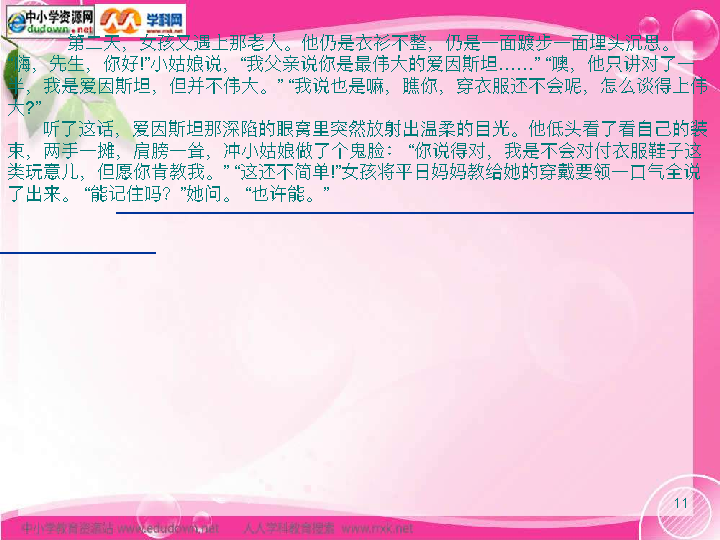 中小学资源网
dudown.net
学科网
nxk.net
第二天，女孩又遇上那老人。他仍是衣衫不整，仍是一面踱步一面埋头沉思。
“嗨，先生，你好!”小姑娘说，“我父亲说你是最伟大的爱因斯坦……” “噢，他只讲对了一
半，我是爱因斯坦，但并不伟大。” “我说也是嘛，瞧你，穿衣服还不会呢，怎么谈得上伟
大?”
听了这话，爱因斯坦那深陷的眼窝里突然放射出温柔的目光。他低头看了看自己的装
束，两手一摊，肩膀一耸，冲小姑娘做了个鬼脸： “你说得对，我是不会对付衣服鞋子这
类玩意儿，但愿你肯教我。” “这还不简单!”女孩将平日妈妈教给她的穿戴要领一口气全说
了出来。 “能记住吗？”她问。 “也许能。”
11
中小学教育资源站 www.edudown.net 人人学科教育搜索 www.nxk.net